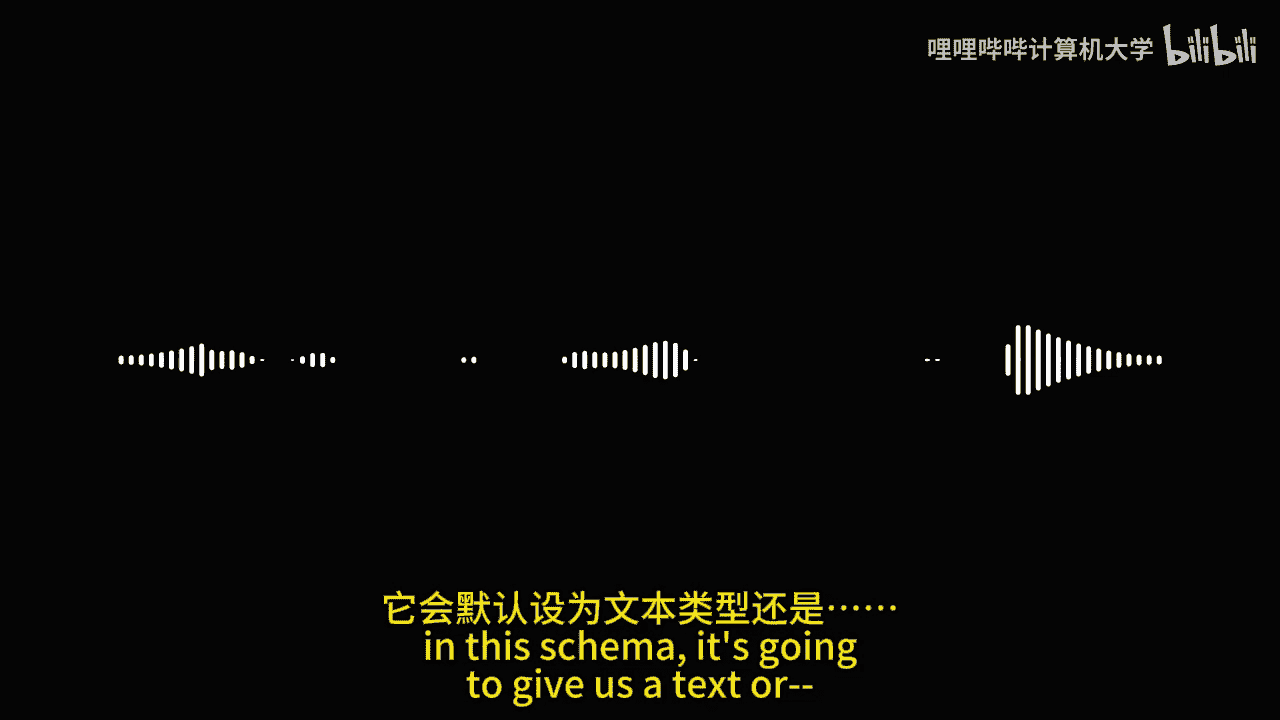 哩哩哔哔计算机大学 bilibili
它会默认设为文本类型还是……
in this schema, it's going
to give us a text or--